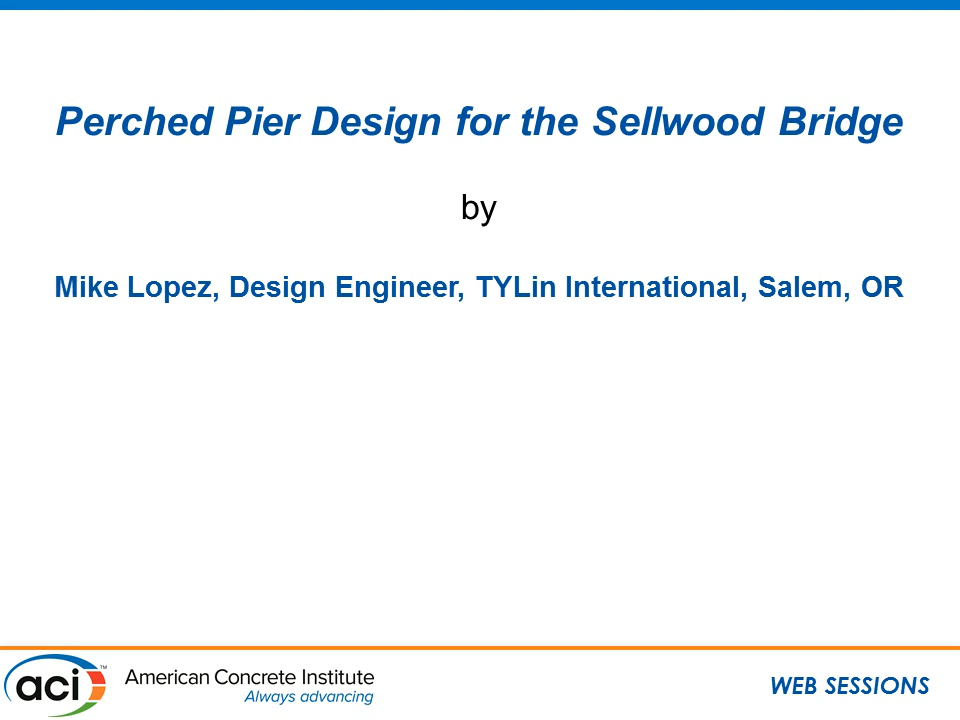 Perched Pier Design for the Sellwood Bridge
by
Mike Lopez, Design Engineer, TYLin International, Salem, OR
aci™
American Concrete Institute
Always advancing
WEB SESSIONS